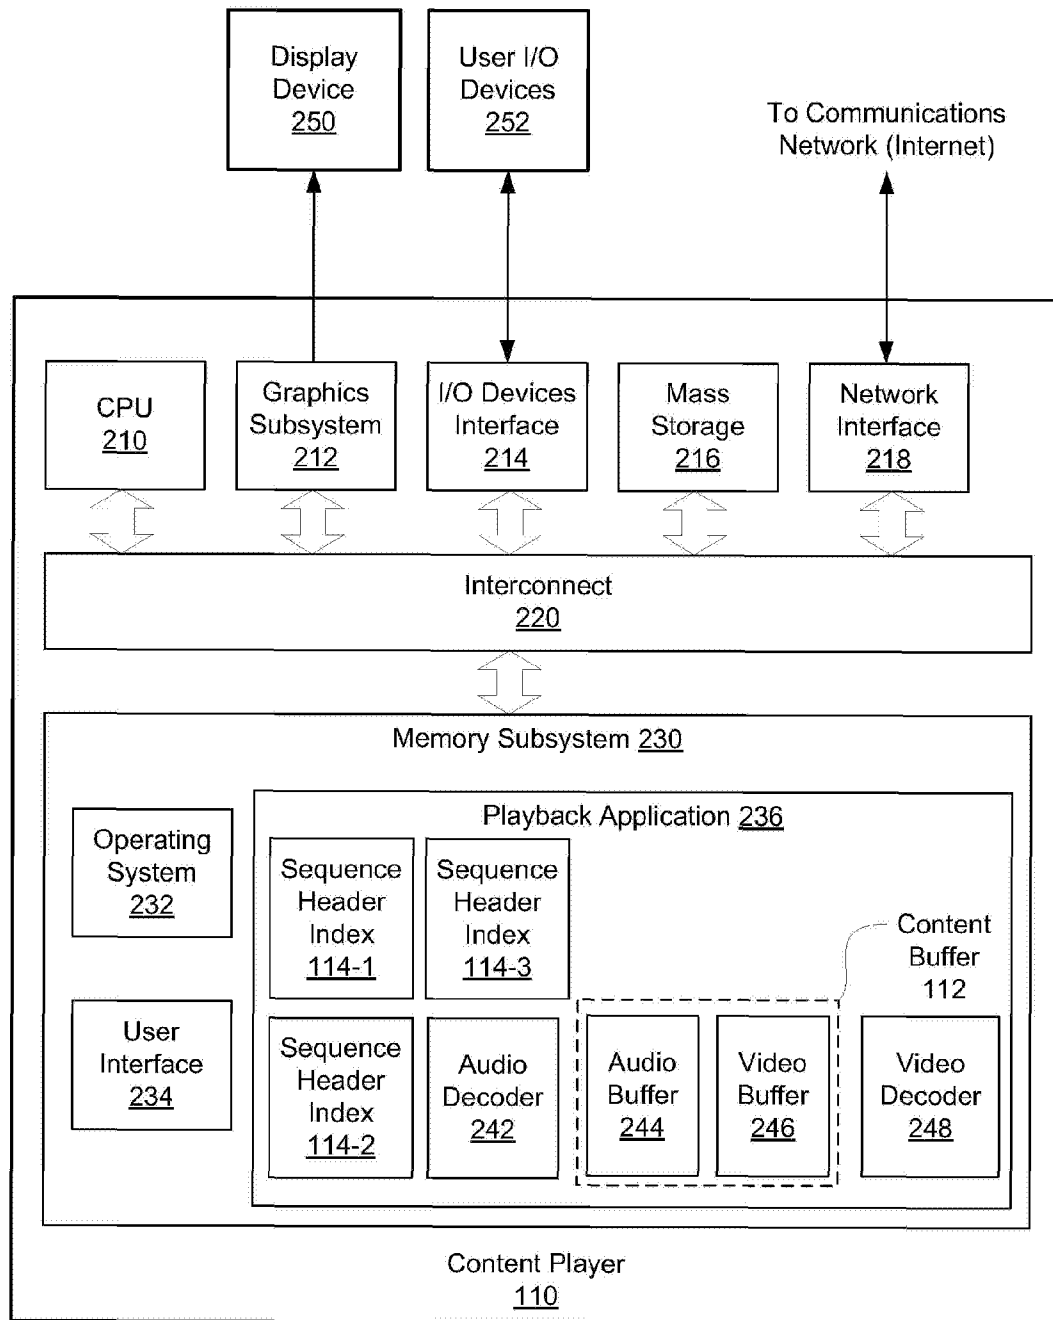 Display
Device
250
User I/O
Devices
252
To Communications
Network (Internet)
CPU
210
Graphics
Subsystem
212
I/O Devices
Interface
214
Mass
Storage
216
Network
Interface
218
Interconnect
220
Memory Subsystem 230
Operating
System
232
User
Interface
234
Playback Application 236
Sequence
Header
Index
114-1
Sequence
Header
Index
114-3
Content
Buffer
112
Sequence
Header
Index
114-2
Audio
Decoder
242
Audio
Buffer
244
Video
Buffer
246
Video
Decoder
248
Content Player
110